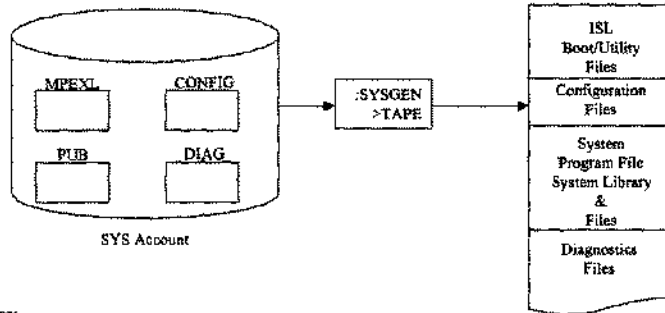 MPEXL
CONFIG
PUB
DIAG
SYS Account
:SYSGEN
>TAPE
ISL
Boot/Utility
Files
Configuration
Files
System
Program File
System Library
&
Files
Diagnostics
Files